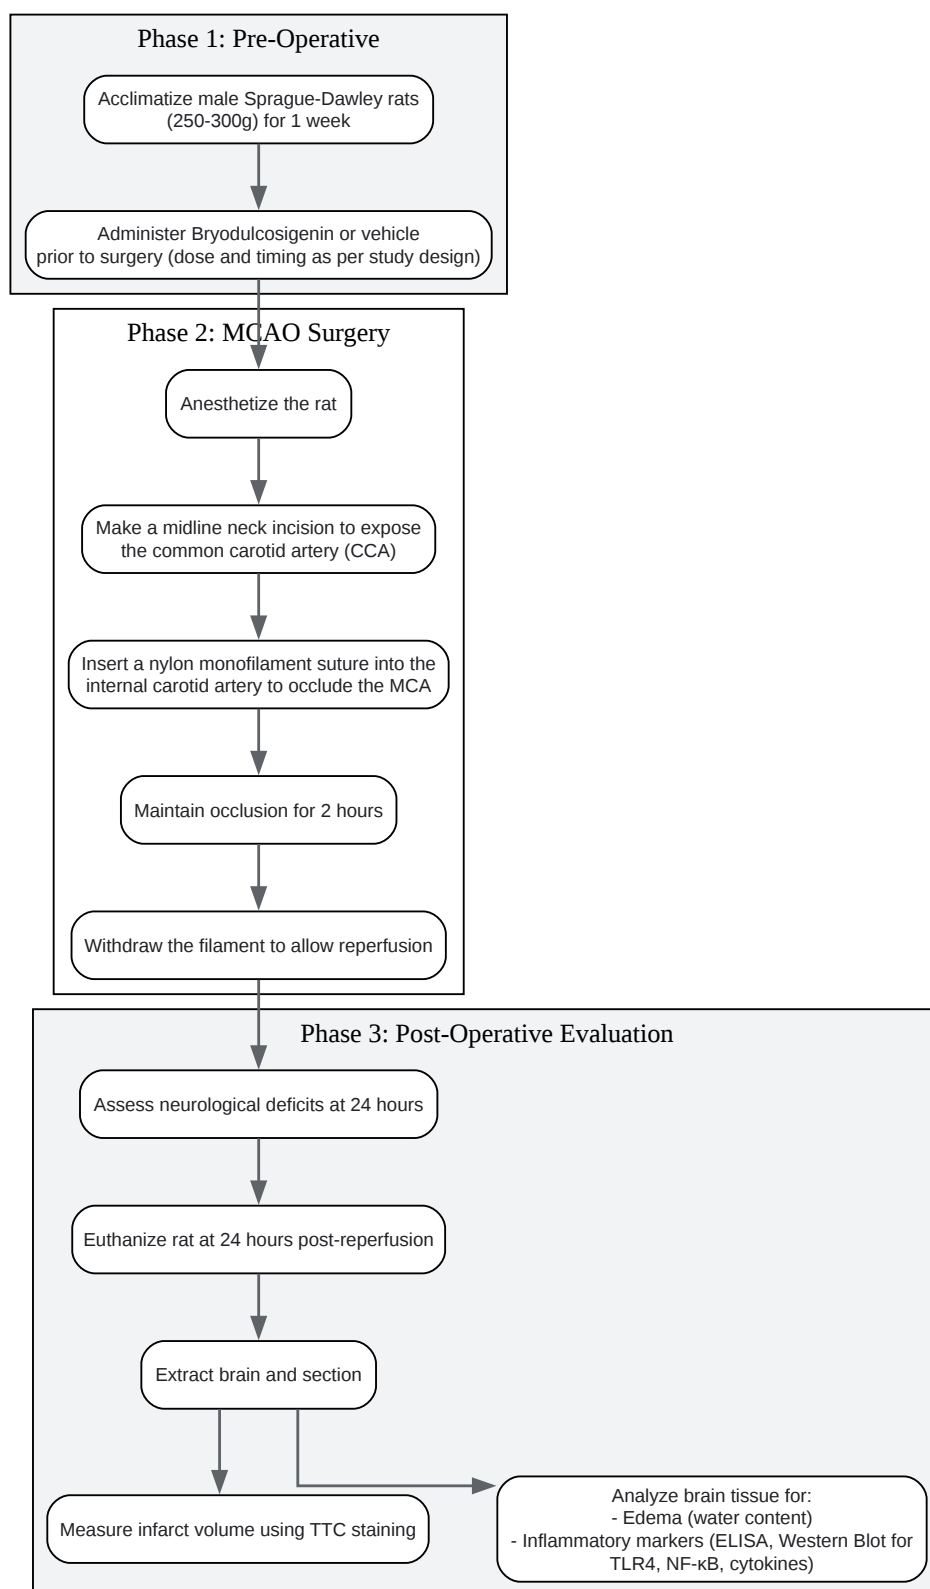 Phase 1: Pre-Operative
Acclimatize male Sprague-Dawley rats
(250-300g) for 1 week
Administer Bryodulcosigenin or vehicle
prior to surgery (dose and timing as per study design)
Phase 2: MCAO Surgery
Anesthetize the rat
Make a midline neck incision to expose
the common carotid artery (CCA)
Insert a nylon monofilament suture into the
internal carotid artery to occlude the MCA
Maintain occlusion for 2 hours
Withdraw the filament to allow reperfusion
Phase 3: Post-Operative Evaluation
Assess neurological deficits at 24 hours
Euthanize rat at 24 hours post-reperfusion
Extract brain and section
Measure infarct volume using TTC staining
Analyze brain tissue for:
- Edema (water content)
- Inflammatory markers (ELISA, Western Blot for
TLR4, NF-κB, cytokines)